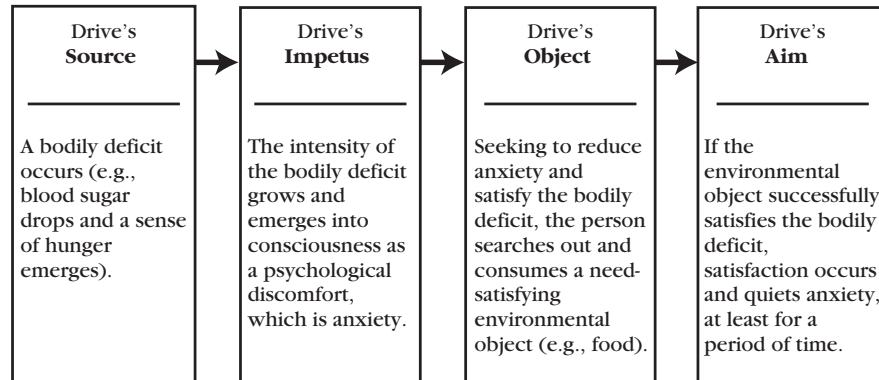 Drive's
Source
A bodily deficit
occurs (e.g.,
blood sugar
drops and a sense
of hunger
emerges).
Drive's
Impetus
The intensity of
the bodily deficit
grows and
emerges into
consciousness as
a psychological
discomfort,
which is anxiety.
Drive's
Object
Seeking to reduce
anxiety and
satisfy the bodily
deficit, the person
searches out and
consumes a need-
satisfying
environmental
object (e.g., food).
Drive's
Aim
If the
environmental
object successfully
satisfies the bodily
deficit,
satisfaction occurs
and quiets anxiety,
at least for a
period of time.